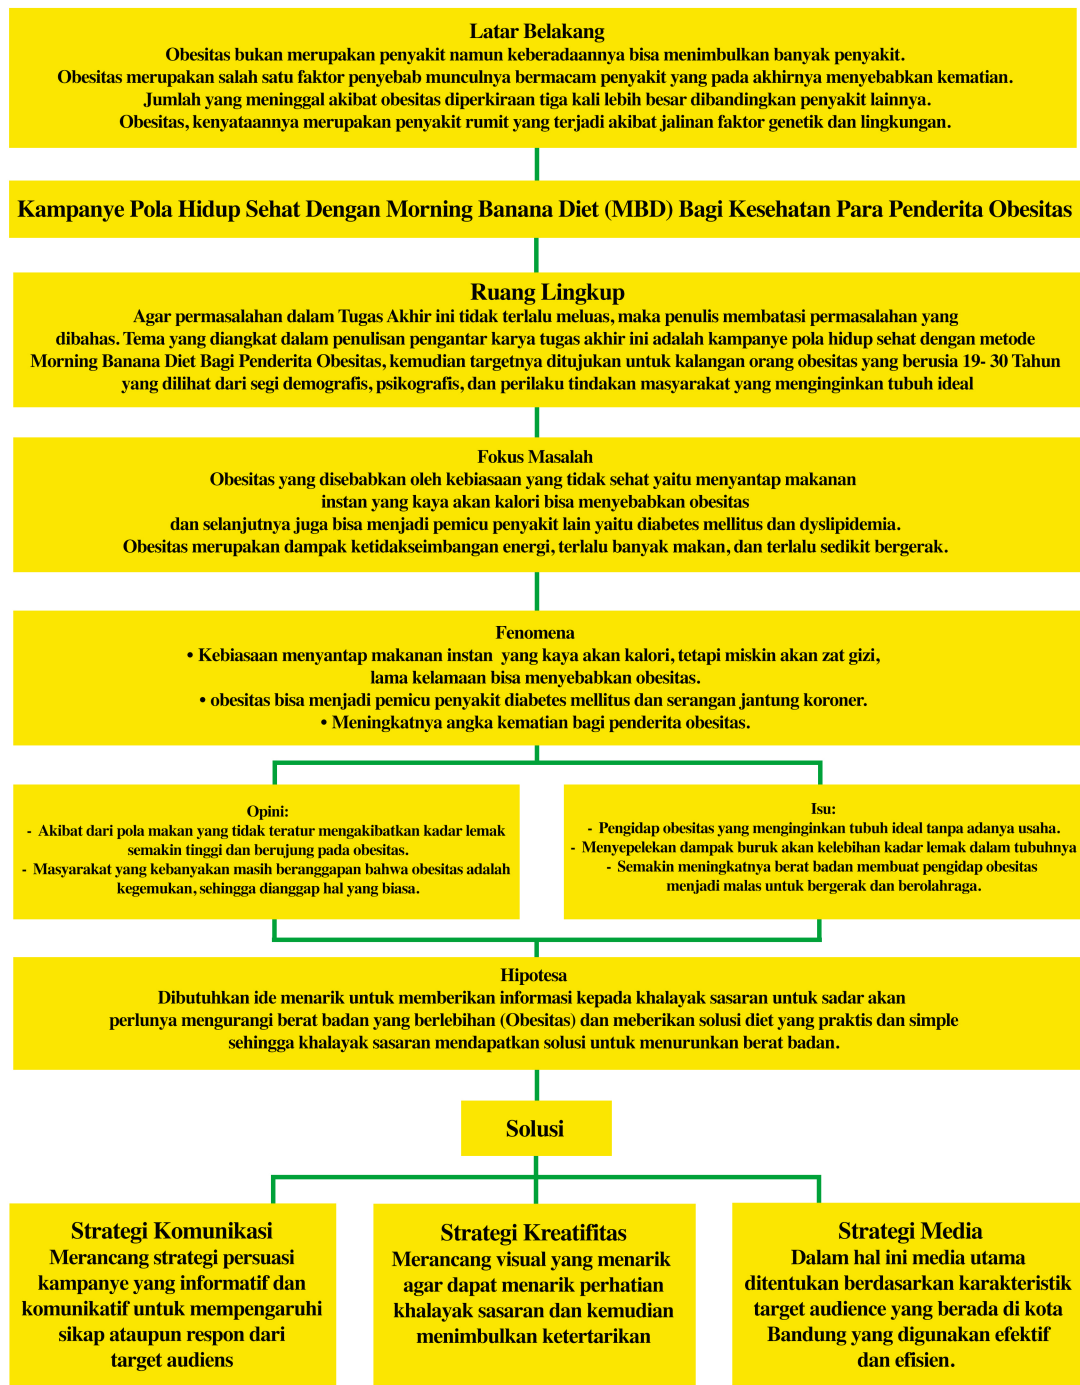 Latar Belakang
Obesitas bukan merupakan penyakit namun keberadaannya bisa menimbulkan banyak penyakit.
Obesitas merupakan salah satu faktor penyebab munculnya bermacam penyakit yang pada akhirnya menyebabkan kematian.
Jumlah yang meninggal akibat obesitas diperkiraan tiga kali lebih besar dibandingkan penyakit lainnya.
Obesitas, kenyataannya merupakan penyakit rumit yang terjadi akibat jalinan faktor genetik dan lingkungan.
Kampanye Pola Hidup Sehat Dengan Morning Banana Diet (MBD) Bagi Kesehatan Para Penderita Obesitas
Ruang Lingkup
Agar permasalahan dalam Tugas Akhir ini tidak terlalu meluas, maka penulis membatasi permasalahan yang
dibahas. Tema yang diangkat dalam penulisan pengantar karya tugas akhir ini adalah kampanye pola hidup sehat dengan metode
Morning Banana Diet Bagi Penderita Obesitas, kemudian targetnya ditujukan untuk kalangan orang obesitas yang berusia 19- 30 Tahun
yang dilihat dari segi demografis, psikografis, dan perilaku tindakan masyarakat yang menginginkan tubuh ideal
Fokus Masalah
Obesitas yang disebabkan oleh kebiasaan yang tidak sehat yaitu menyantap makanan
instan yang kaya akan kalori bisa menyebabkan obesitas
dan selanjutnya juga bisa menjadi pemicu penyakit lain yaitu diabetes mellitus dan dyslipidemia.
Obesitas merupakan dampak ketidakseimbangan energi, terlalu banyak makan, dan terlalu sedikit bergerak.
Fenomena
• Kebiasaan menyantap makanan instan yang kaya akan kalori, tetapi miskin akan zat gizi,
lama kelamaan bisa menyebabkan obesitas.
• obesitas bisa menjadi pemicu penyakit diabetes mellitus dan serangan jantung koroner.
• Meningkatnya angka kematian bagi penderita obesitas.
Opini:
- Akibat dari pola makan yang tidak teratur mengakibatkan kadar lemak
semakin tinggi dan berujung pada obesitas.
- Masyarakat yang kebanyakan masih beranggapan bahwa obesitas adalah
kegemukan, sehingga dianggap hal yang biasa.
Isu:
- Pengidap obesitas yang menginginkan tubuh ideal tanpa adanya usaha.
- Menyepelekan dampak buruk akan kelebihan kadar lemak dalam tubuhnya
- Semakin meningkatnya berat badan membuat pengidap obesitas
menjadi malas untuk bergerak dan berolahraga.
Hipotesa
Dibutuhkan ide menarik untuk memberikan informasi kepada khalayak sasaran untuk sadar akan
perlunya mengurangi berat badan yang berlebihan (Obesitas) dan meberikan solusi diet yang praktis dan simple
sehingga khalayak sasaran mendapatkan solusi untuk menurunkan berat badan.
Solusi
Strategi Komunikasi
Merancang strategi persuasi
kampanye yang informatif dan
komunikatif untuk mempengaruhi
sikap ataupun respon dari
target audiens
Strategi Kreatifitas
Merancang visual yang menarik
agar dapat menarik perhatian
khalayak sasaran dan kemudian
menimbulkan ketertarikan
Strategi Media
Dalam hal ini media utama
ditentukan berdasarkan karakteristik
target audience yang berada di kota
Bandung yang digunakan efektif
dan efisien.